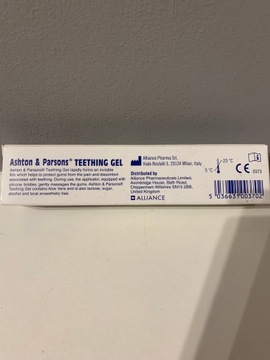 Ashton & Parsons® TEETHING GEL
Ashton & Parsons® Teething Gel rapidly forms an invisible
film which helps to protect gums from the pain and discomfort
associated with teething. During use, the applicator, equipped with
silicone bristles, gently massages the gums. Ashton & Parsons®
Teething Gel contains Aloe Vera and is also lactose, sugar,
alcohol and local anaesthetic free.
Alliance Pharma Srl.
Viale Restelli 5, 20124 Milan, Italy
Distributed by
Alliance Pharmaceuticals Limited,
Avonbridge House, Bath Road,
Chippenham Wiltshire SN15 2BB,
United Kingdom
ALLIANCE
25 °C
5 °C
CE 0373
5 036631 003702